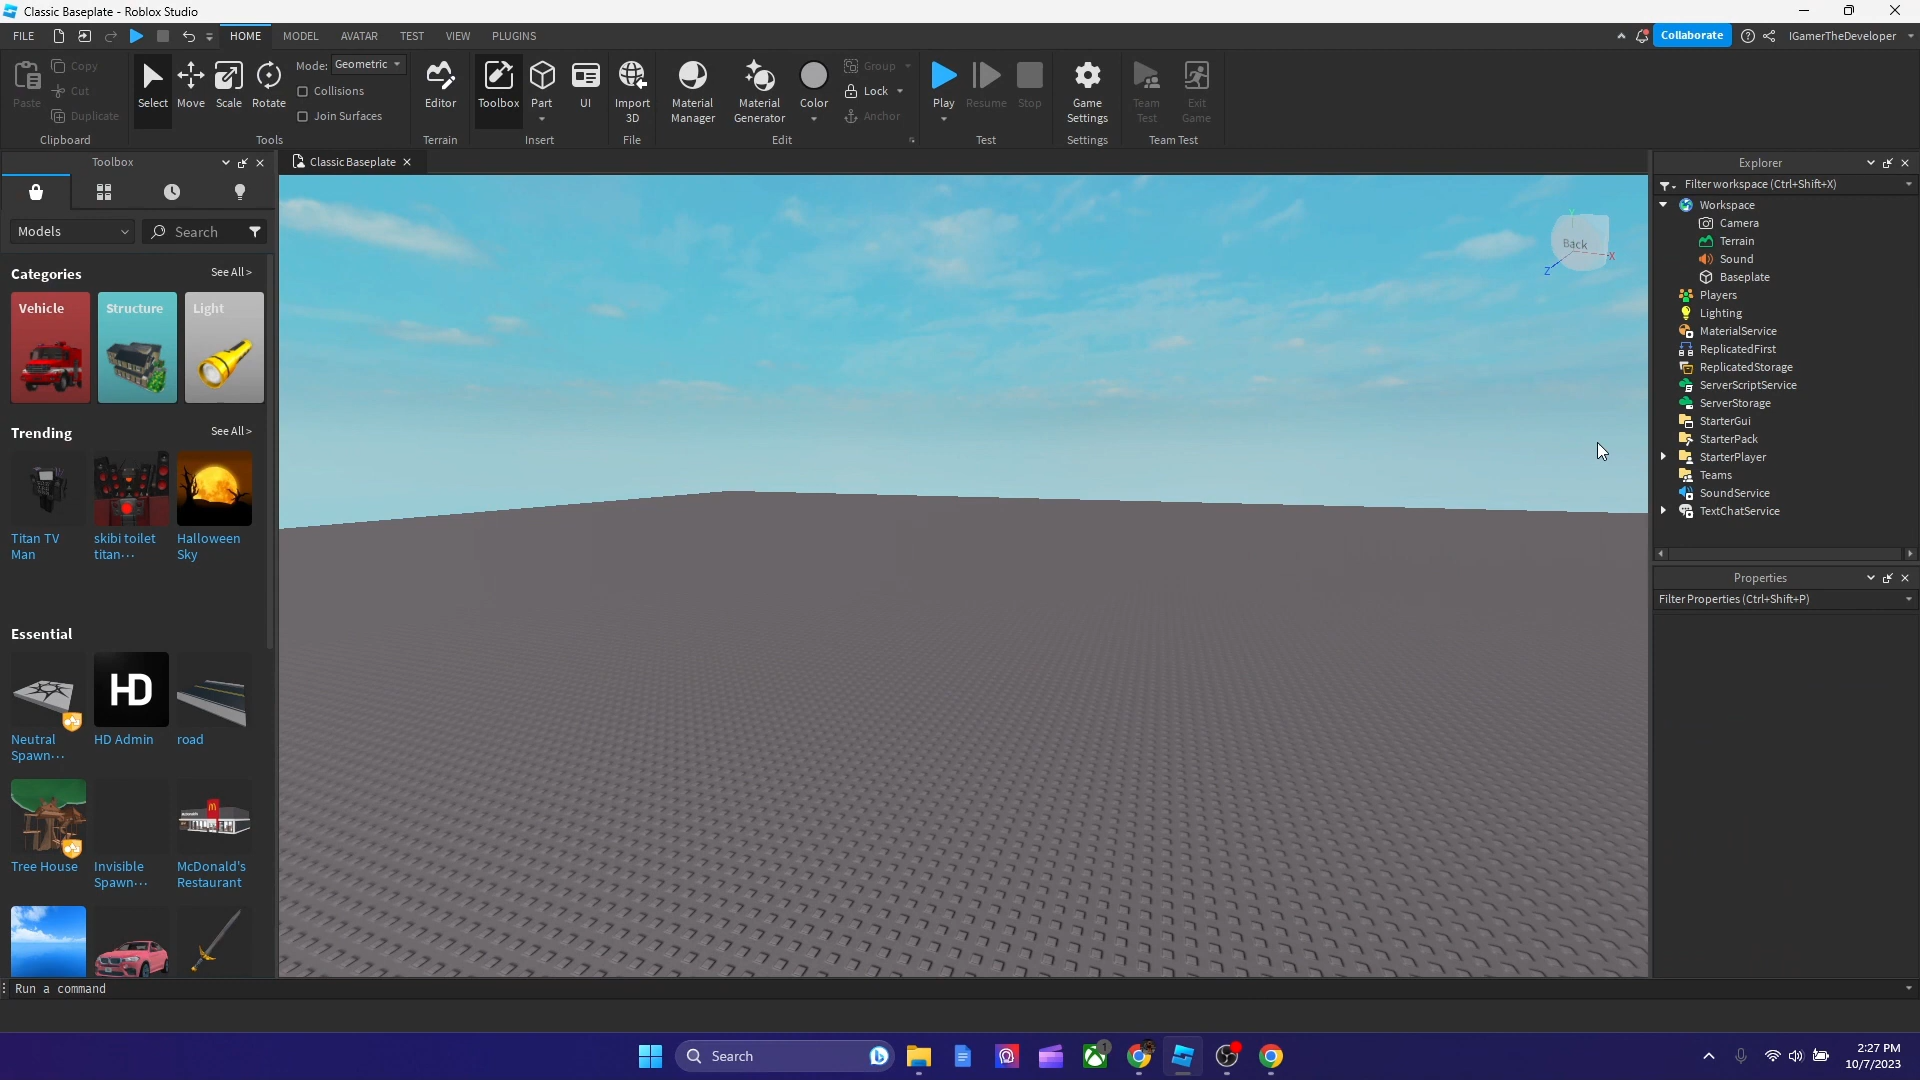 Classic Baseplate - Roblox Studio
FILE
HOME
MODEL
AVATAR
TEST
VIEW
PLUGINS
Collaborate
IGamerTheDeveloper
Paste
Copy
Cut
Duplicate
Clipboard
Select
Move
Scale
Rotate
Mode: Geometric
Collisions
Join Surfaces
Tools
Editor
Terrain
Toolbox
Part
UI
Insert
Import
3D
File
Material
Manager
Material
Generator
Color
Group
Lock
Anchor
Edit
Play
Resume
Stop
Test
Game
Settings
Settings
Team
Test
Exit
Game
Team Test
Toolbox
Models
Search
Categories
See All >
Vehicle
Structure
Light
Trending
See All >
Titan TV
Man
skibi toilet
titan...
Halloween
Sky
Essential
Neutral
Spawn...
HD
HD Admin
road
Tree House
Invisible
Spawn...
McDonald's
Restaurant
Classic Baseplate
Back
X
Y
Z
Explorer
Filter workspace (Ctrl+Shift+X)
Workspace
Camera
Terrain
Sound
Baseplate
Players
Lighting
MaterialService
ReplicatedFirst
ReplicatedStorage
ServerScriptService
ServerStorage
StarterGui
StarterPack
StarterPlayer
Teams
SoundService
TextChatService
Properties
Filter Properties (Ctrl+Shift+P)
Run a command
Search
1
2:27 PM
10/7/2023